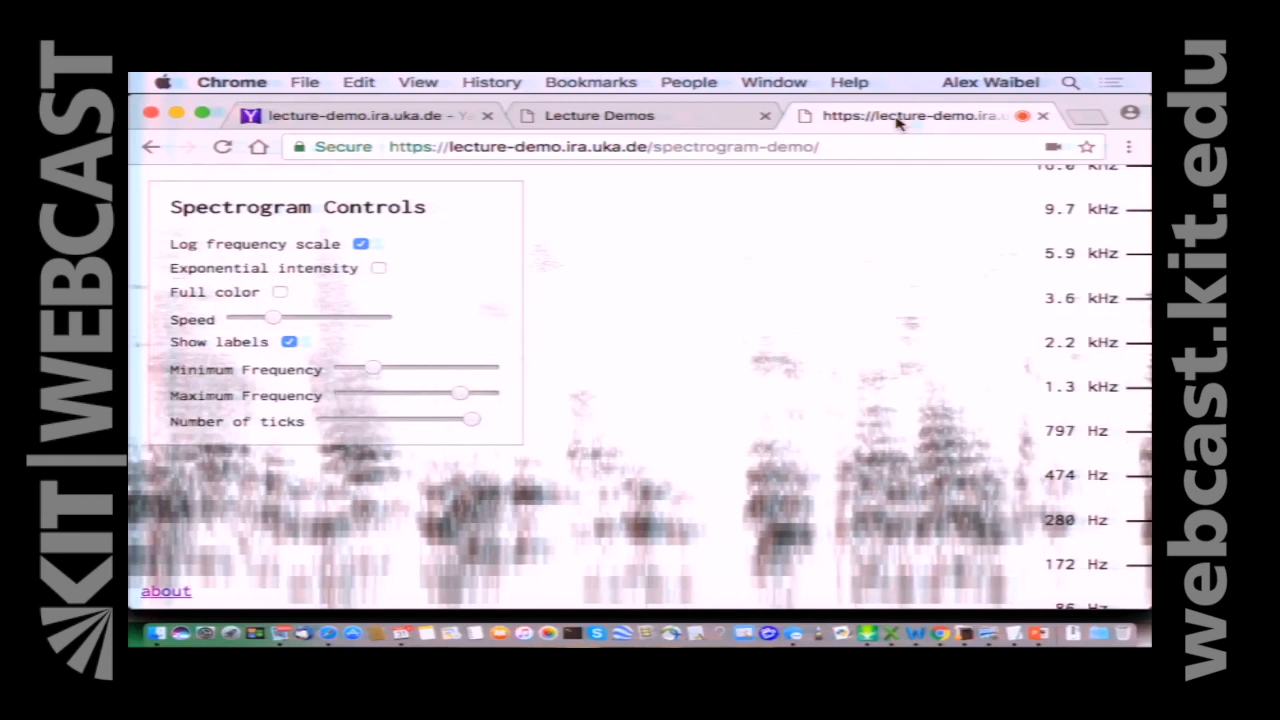 KIT | WEBCAST
Chrome File Edit View History Bookmarks People Window Help Alex Waibel
lecture-demo.ira.uka.de - Y
Lecture Demos
https://lecture-demo.ira.u
Secure https://lecture-demo.ira.uka.de/spectrogram-demo/
Spectrogram Controls
Log frequency scale
Exponential intensity
Full color
Speed
Show labels
Minimum Frequency
Maximum Frequency
Number of ticks
9.7 kHz
5.9 kHz
3.6 kHz
2.2 kHz
1.3 kHz
797 Hz
474 Hz
280 Hz
172 Hz
about
webcast.kit.edu